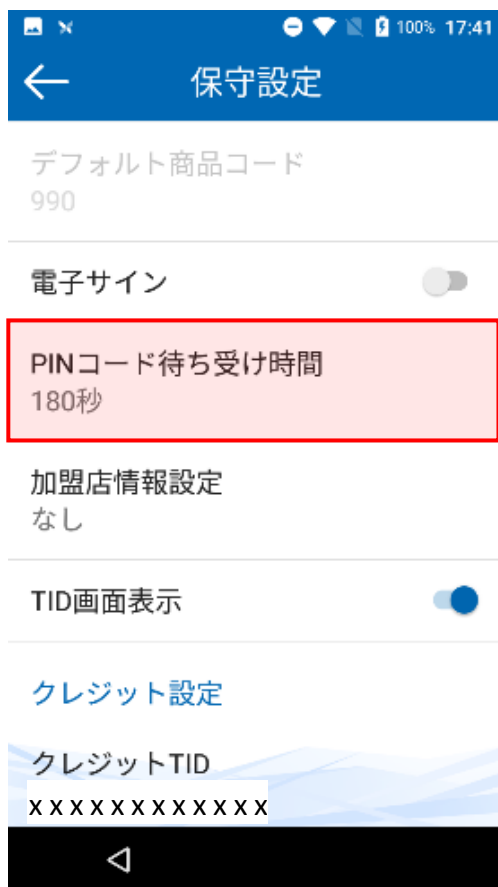 100% 17:41
保守設定
デフォルト商品コード
990
電子サイン
PINコード待ち受け時間
180秒
加盟店情報設定
なし
TID画面表示
クレジット設定
クレジットTID
x x x x x x x x x x x x